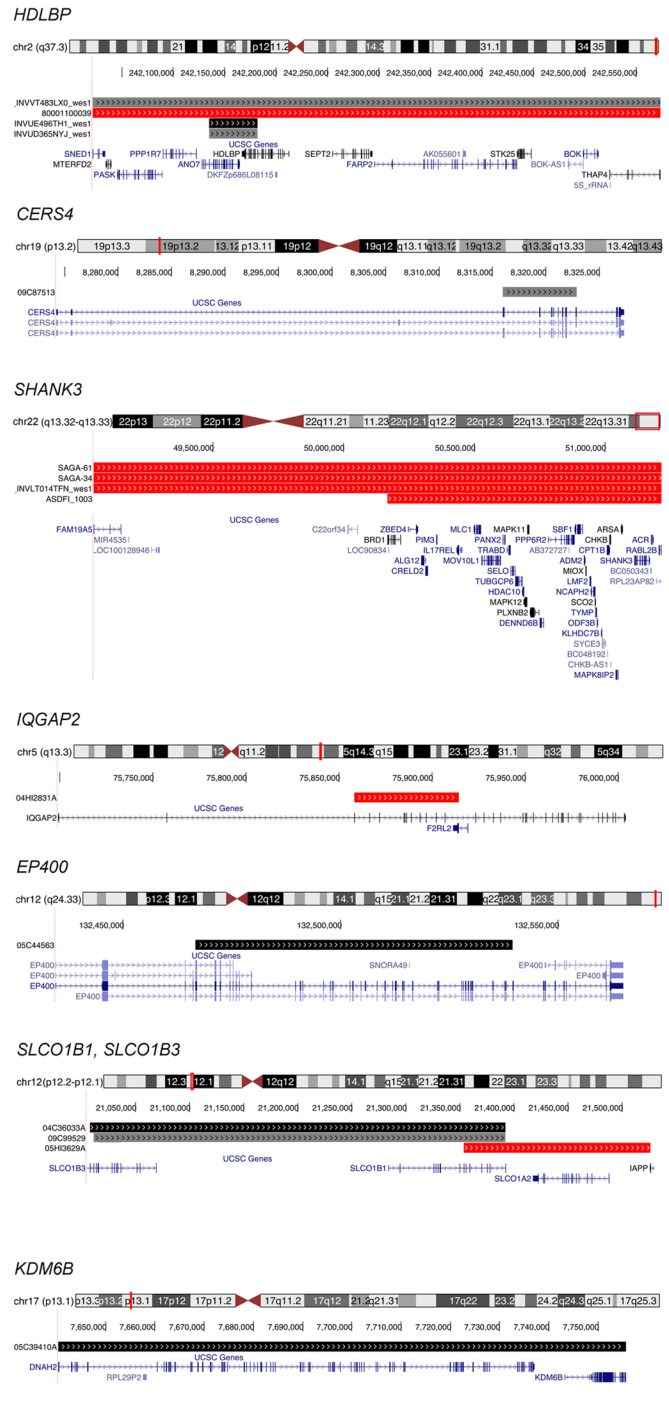 HDLBP
chr2 (q37.3) 21 14 p12 11.2 14.3 31.1 34 35
242,100,000 242,150,000 242,200,000 242,250,000 242,300,000 242,350,000 242,400,000 242,450,000 242,500,000 242,550,000
_INVVT483LX0_wes1
80001100039
INVUE496TH1_wes1
INVUD365NYJ_wes1
UCSC Genes
SNED1 PPP1R7 HDLBP SEPT2 AK055601 STK25 BOK
MTERFD2 ANO7 FARP2 BOK-AS1
PASK DKFZp686L08115 THAP4
5S_rRNA
CERS4
chr19 (p13.2) 19p13.3 19p13.2 13.12 p13.11 19p12 19q12 q13.11 q13.12 19q13.2 q13.32 q13.33 13.42 q13.43
8,280,000 8,285,000 8,290,000 8,295,000 8,300,000 8,305,000 8,310,000 8,315,000 8,320,000 8,325,000
09C87513
UCSC Genes
CERS4
CERS4
CERS4
SHANK3
chr22 (q13.32-q13.33) 22p13 22p12 22p11.2 22q11.21 11.23 22q12.1 q12.2 22q12.3 22q13.1 22q13.2 22q13.31
49,500,000 50,000,000 50,500,000 51,000,000
SAGA-61
SAGA-34
_INVLT014TFN_wes1
ASDFI_1003
UCSC Genes
FAM19A5 C22orf34 ZBED4 MLC1 MAPK11 SBF1 ARSA
MIR4535 BRD1 PIM3 PANX2 PPP6R2 CHKB ACR
LOC100128946 LOC90834 IL17REL TRABD AB372727 CPT1B RABL2B
ALG12 MOV10L1 ADM2 SHANK3
CRELD2 SELO MIOX BC050343
TUBGCP6 LMF2 RPL23AP82
HDAC10 NCAPH2
MAPK12 SCO2
PLXNB2 TYMP
DENND6B ODF3B
KLHDC7B
SYCE3
BC048192
CHKB-AS1
MAPK8IP2
IQGAP2
chr5 (q13.3) 12 q11.2 5q14.3 q15 23.1 23.2 31.1 q32 5q34
75,750,000 75,800,000 75,850,000 75,900,000 75,950,000 76,000,000
04HI2831A
UCSC Genes
IQGAP2
F2RL2
EP400
chr12 (q24.33) p12.3 12.1 12q12 14.1 q15 21.1 21.2 21.31 q22 q23.1 q23.3
132,450,000 132,500,000 132,550,000
05C44563
UCSC Genes
EP400 SNORA49 EP400
EP400 EP400
EP400
EP400
SLCO1B1, SLCO1B3
chr12(p12.2-p12.1) 12.3 12.1 12q12 14.1 q15 21.1 21.2 21.31 22 23.1 23.3
21,050,000 21,100,000 21,150,000 21,200,000 21,250,000 21,300,000 21,350,000 21,400,000 21,450,000 21,500,000
04C36033A
09C99529
05HI3629A
UCSC Genes
SLCO1B3 SLCO1B1 IAPP
SLCO1A2
KDM6B
chr17 (p13.1) p13.3 p13.2 p13.1 17p12 17p11.2 17q11.2 17q12 21.2 q21.31 17q22 23.2 24.2 q24.3 q25.1 17q25.3
7,650,000 7,660,000 7,670,000 7,680,000 7,690,000 7,700,000 7,710,000 7,720,000 7,730,000 7,740,000 7,750,000
05C39410A
UCSC Genes
DNAH2
RPL29P2 KDM6B